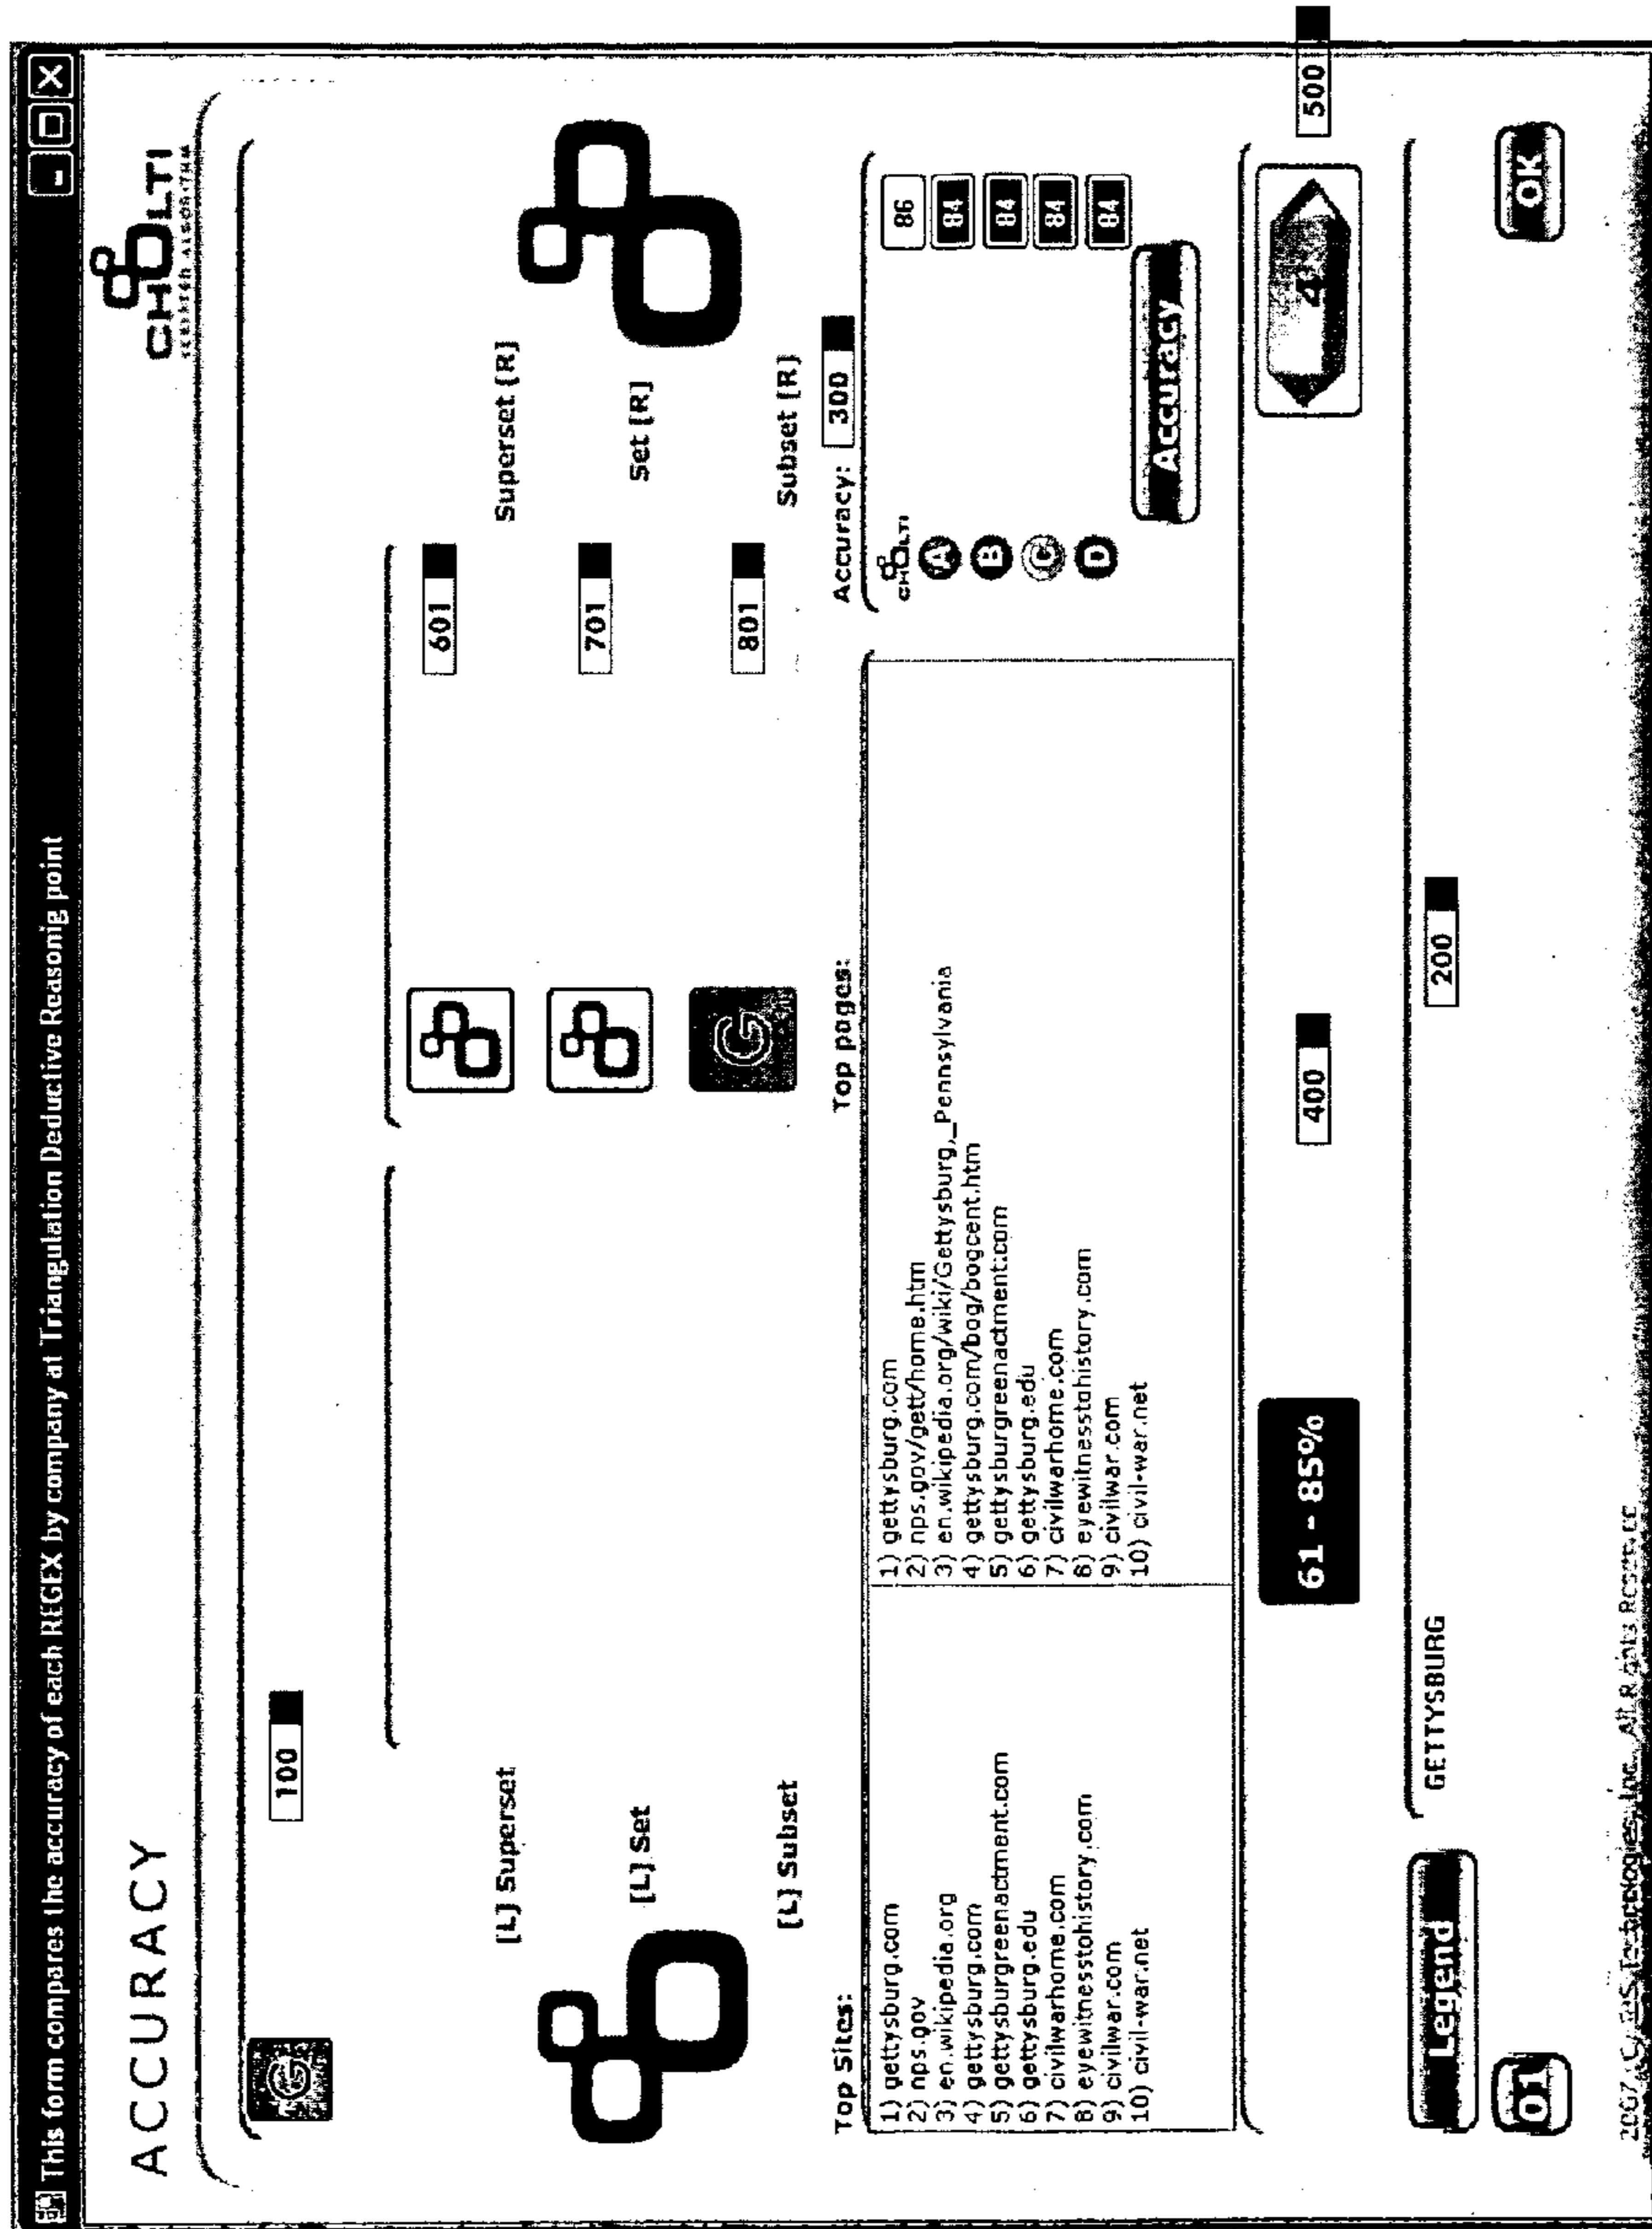 This form compares the accuracy of each REGEX by company at Triangulation Deductive Reasonig point
ACCURACY
CHOLTI
G
100
601
[L] Superset
Superset [R]
701
[L] Set
Set [R]
G
801
[L] Subset
Subset [R]
Top Sites:
1) gettysburg.com
2) nps.gov
3) en.wikipedia.org
4) gettysburg.com
5) gettysburgreenactment.com
6) gettysburg.edu
7) civilwarhome.com
8) eyewitnesstohistory.com
9) civilwar.com
10) civil-war.net
Top pages:
1) gettysburg.com
2) nps.gov/gett/home.htm
3) en.wikipedia.org/wiki/Gettysburg,_Pennsylvania
4) gettysburg.com/bog/bogcent.htm
5) gettysburgreenactment.com
6) gettysburg.edu
7) civilwarhome.com
8) eyewitnesstohistory.com
9) civilwar.com
10) civil-war.net
Accuracy:
300
CHOLTI 86
A 84
B 84
C 84
D 84
Accuracy
61 - 85%
400
4
500
Legend
GETTYSBURG
200
01
OK